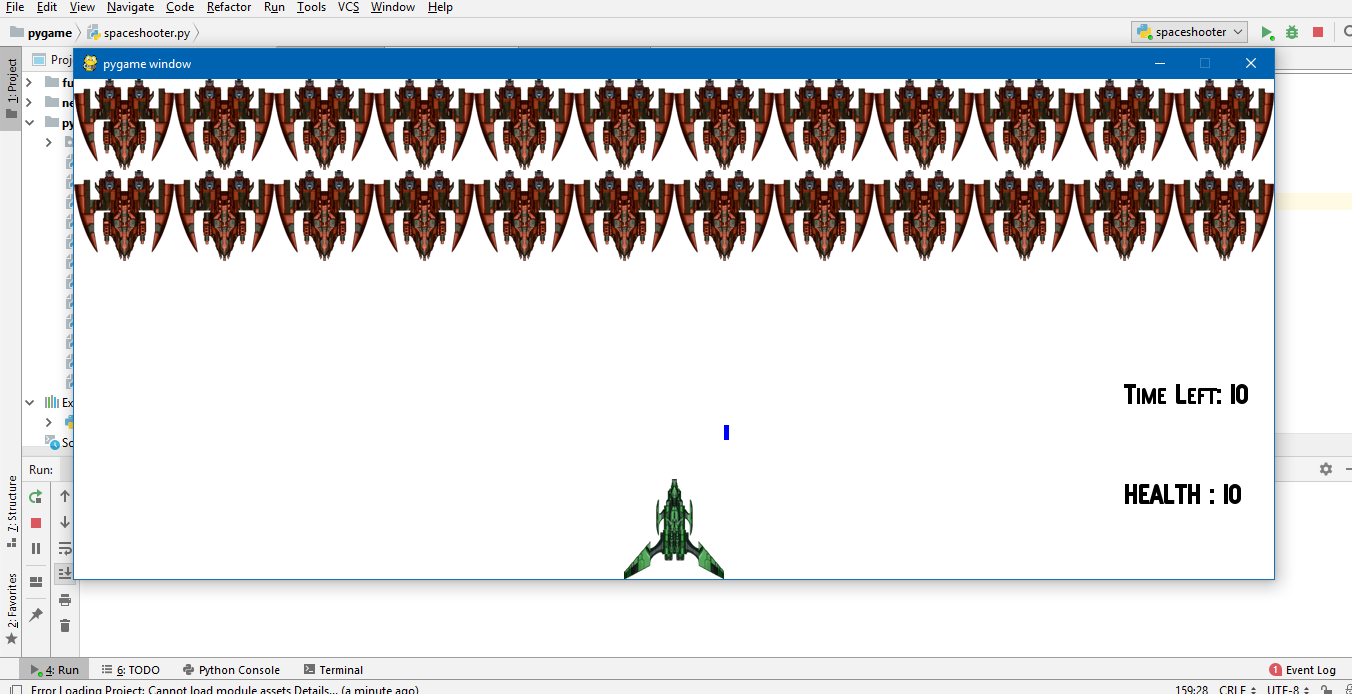 File Edit View Navigate Code Refactor Run Tools VCS Window Help
pygame spaceshooter.py spaceshooter
1: Project
pygame window
Time Left: 10
HEALTH : 10
Run:
7: Structure
2: Favorites
4: Run 6: TODO Python Console Terminal 1 Event Log
Error Loading Project: Cannot load module assets Details... (a minute ago) 159:28 CRLF UTF-8